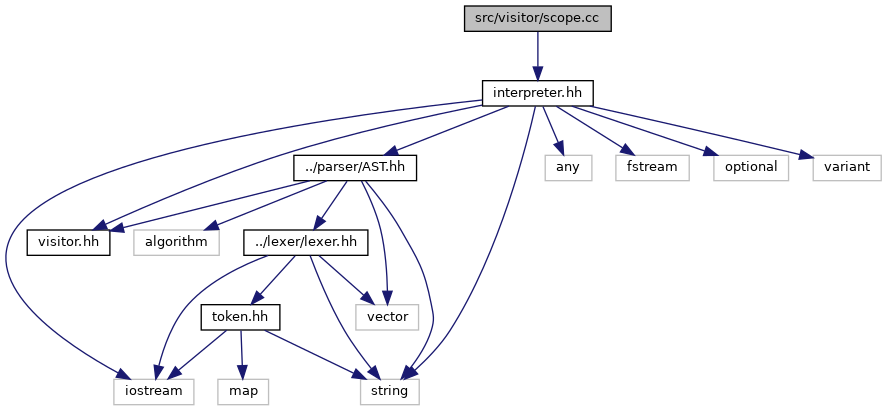 src/visitor/scope.cc
interpreter.hh
../parser/AST.hh
any
fstream
optional
variant
visitor.hh
algorithm
../lexer/lexer.hh
token.hh
vector
iostream
map
string